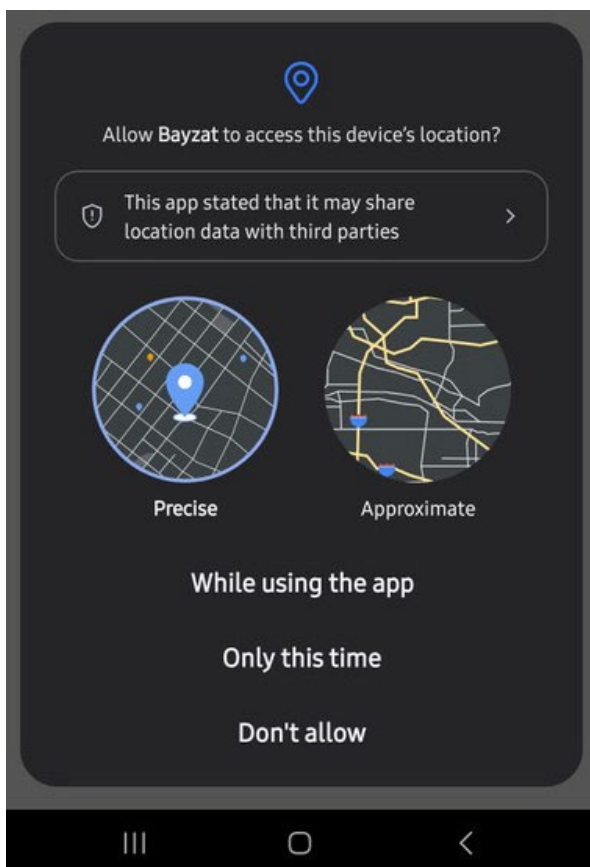 Allow Bayzat to access this device's location?
This app stated that it may share
location data with third parties
Precise
Approximate
While using the app
Only this time
Don't allow